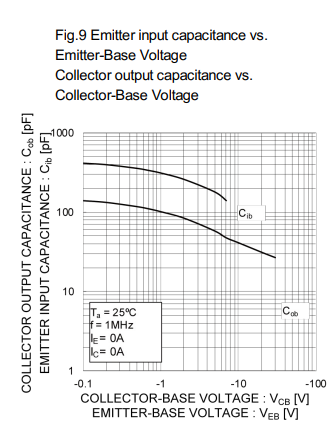 Fig.9 Emitter input capacitance vs.
Emitter-Base Voltage
Collector output capacitance vs.
Collector-Base Voltage
COLLECTOR OUTPUT CAPACITANCE : Cob [pF]
EMITTER INPUT CAPACITANCE : Cib [pF]
1000
100
10
1
Cib
Cob
Ta = 25ºC
f = 1MHz
IE= 0A
IC= 0A
-0.1 -1 -10 -100
COLLECTOR-BASE VOLTAGE : VCB [V]
EMITTER-BASE VOLTAGE : VEB [V]